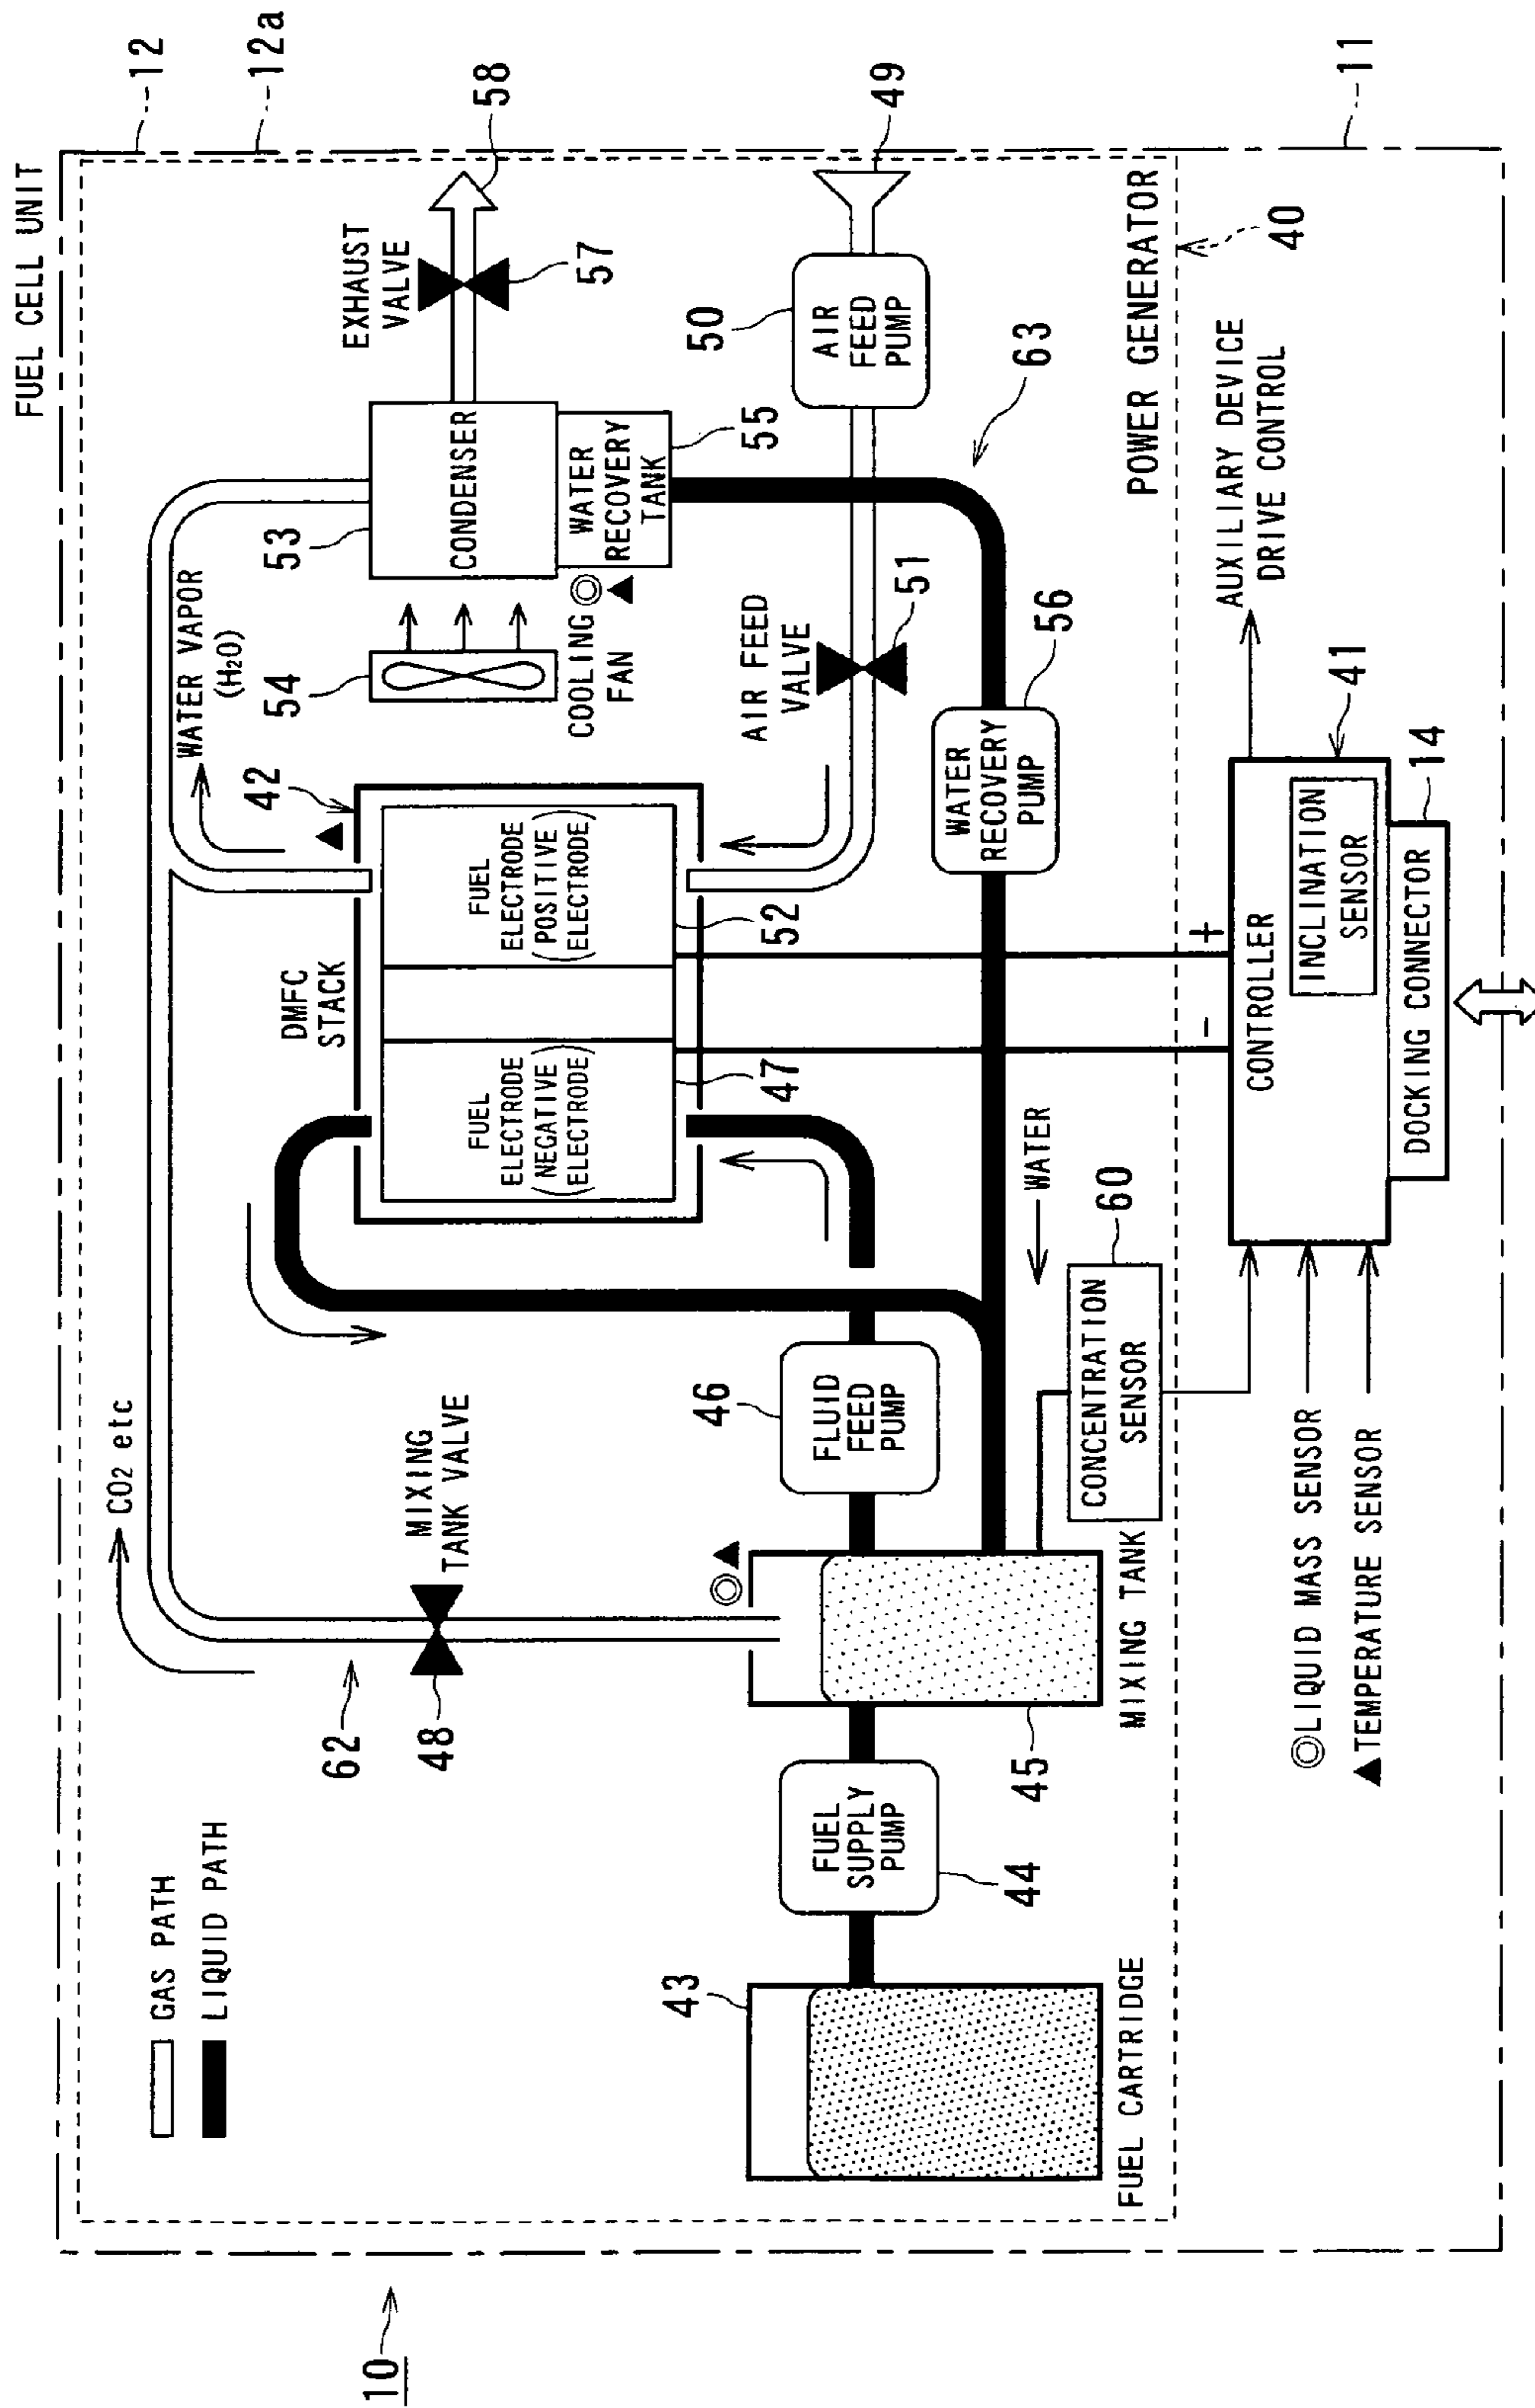 FUEL CELL UNIT
10
12
12a
GAS PATH
LIQUID PATH
CO2 etc
WATER VAPOR
(H2O)
62
48
MIXING
TANK VALVE
DMFC
STACK
42
54
COOLING
FAN
53
CONDENSER
WATER
RECOVERY
TANK
55
EXHAUST
VALVE
57
58
FUEL
ELECTRODE
(NEGATIVE
ELECTRODE)
47
FUEL
ELECTRODE
(POSITIVE
ELECTRODE)
52
43
FUEL CARTRIDGE
FUEL
SUPPLY
PUMP
44
45
MIXING TANK
46
FLUID
FEED
PUMP
AIR FEED
VALVE
51
50
AIR
FEED
PUMP
49
WATER
RECOVERY
PUMP
56
63
WATER
60
CONCENTRATION
SENSOR
POWER GENERATOR
40
◎LIQUID MASS SENSOR
▲TEMPERATURE SENSOR
-
+
CONTROLLER
INCLINATION
SENSOR
41
DOCKING CONNECTOR
14
AUXILIARY DEVICE
DRIVE CONTROL
11